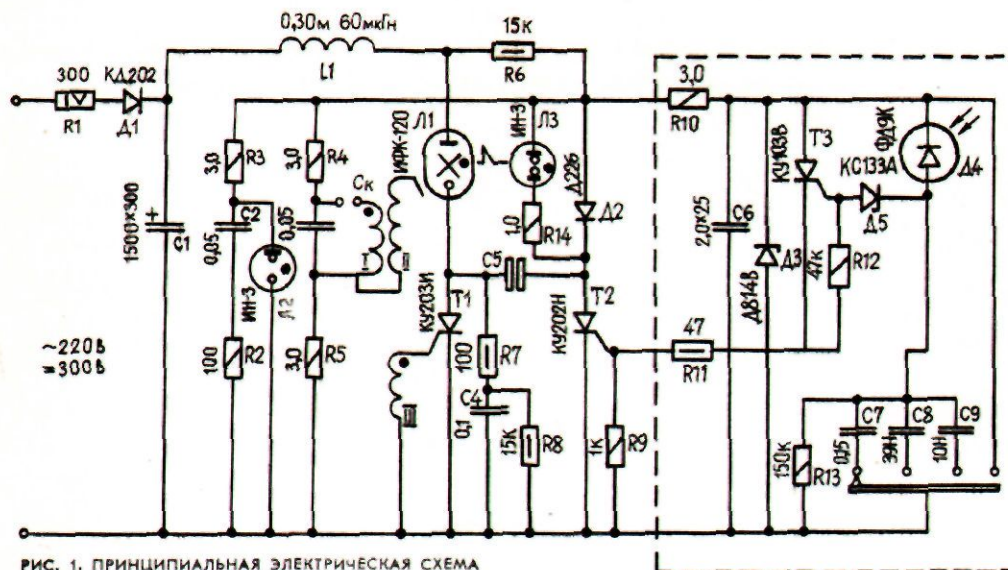 0,30м 60мкГн
L1
15к
R6
300
R1
КД202
Д1
3,0
R10
3,0
R3
3,0
R4
Ск
ИФК-120
Л1
ИН-3
Л3
Д226
Д2
1,0
R14
КУ103В
Т3
КС133А
Д5
ФД9К
Д4
1500×300
C1
C2
0,05
0,05
ИН-3
Л2
I
II
C5
C6
2,0×25
Д3
Д814В
47к
R12
~220В
=300В
100
R2
3,0
R5
КУ203И
Т1
III
100
R7
C4
0,1
15К
R8
Т2
КУ202Н
1к
R9
47
R11
150к
R13
C7
0,15
C8
39Н
C9
10Н
РИС. 1. ПРИНЦИПИАЛЬНАЯ ЭЛЕКТРИЧЕСКАЯ СХЕМА